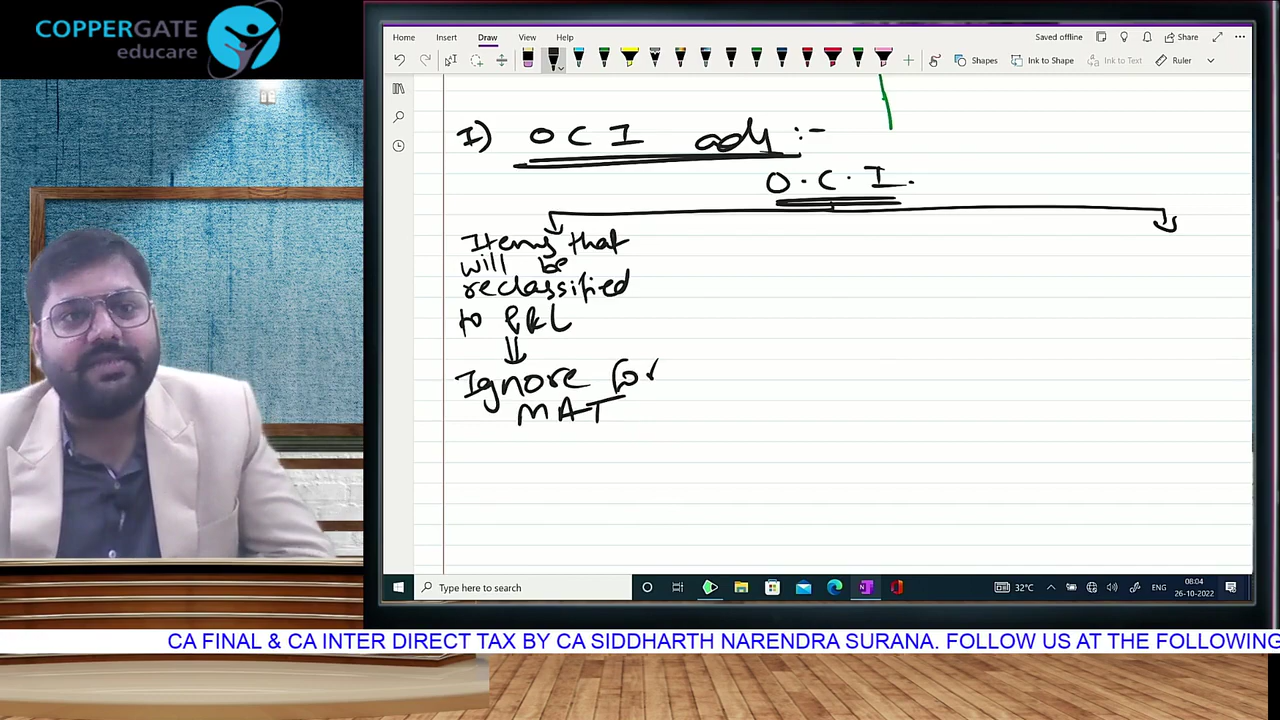 COPPERGATE
educare
Home Insert Draw View Help
Saved offline
Share
Shapes
Ink to Shape
Ink to Text
Ruler
I) O C I adj :-
O.C.I.
Items that
will be
reclassified
to P&L
Ignore for
MAT
Type here to search
32°C
ENG
08:04
26-10-2022
CA FINAL & CA INTER DIRECT TAX BY CA SIDDHARTH NARENDRA SURANA. FOLLOW US AT THE FOLLOWING